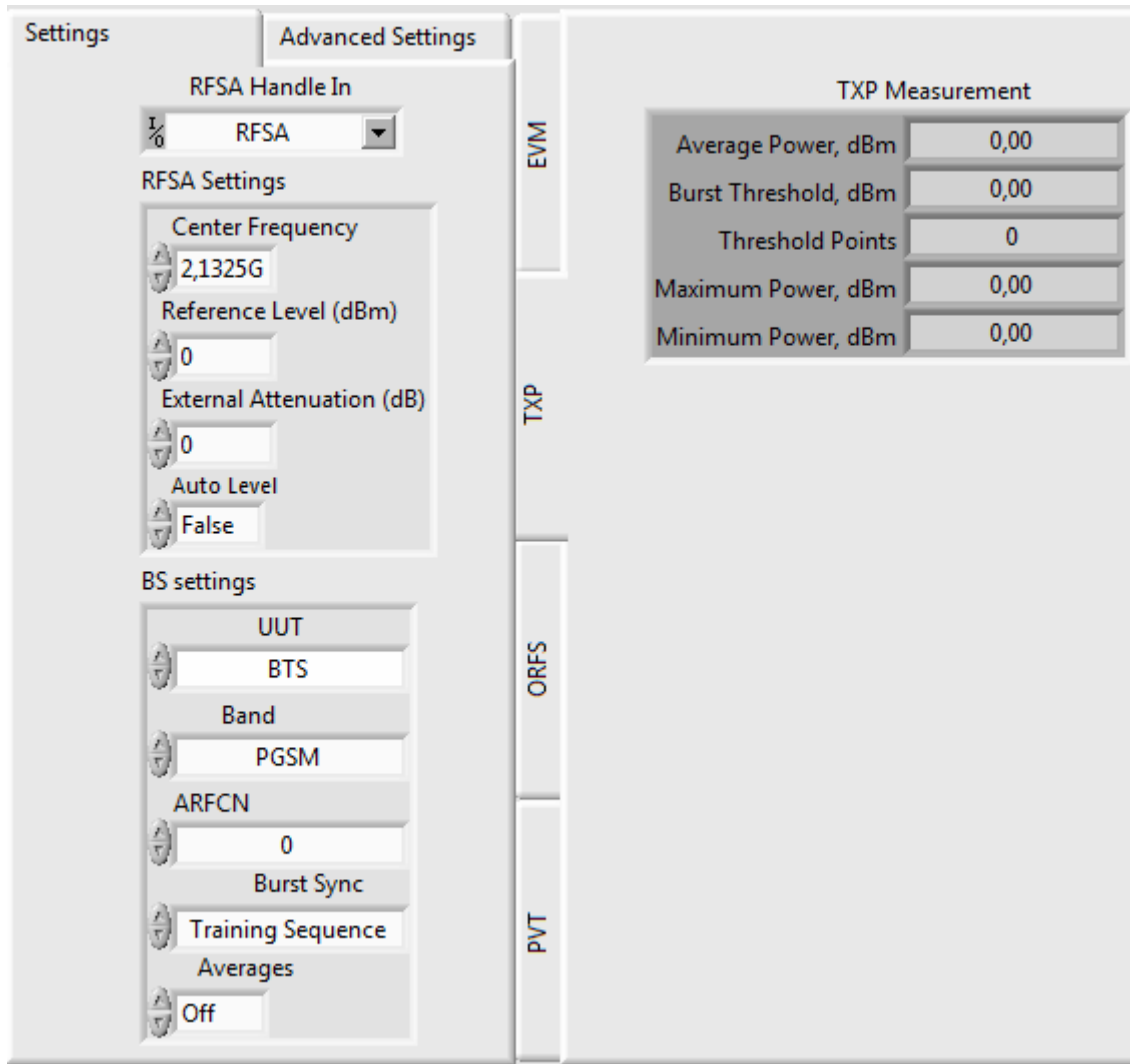 Settings
Advanced Settings
RFSA Handle In
I/0 RFSA
RFSA Settings
Center Frequency
2,1325G
Reference Level (dBm)
0
External Attenuation (dB)
0
Auto Level
False
BS settings
UUT
BTS
Band
PGSM
ARFCN
0
Burst Sync
Training Sequence
Averages
Off
EVM
TXP
ORFS
PVT
TXP Measurement
Average Power, dBm 0,00
Burst Threshold, dBm 0,00
Threshold Points 0
Maximum Power, dBm 0,00
Minimum Power, dBm 0,00